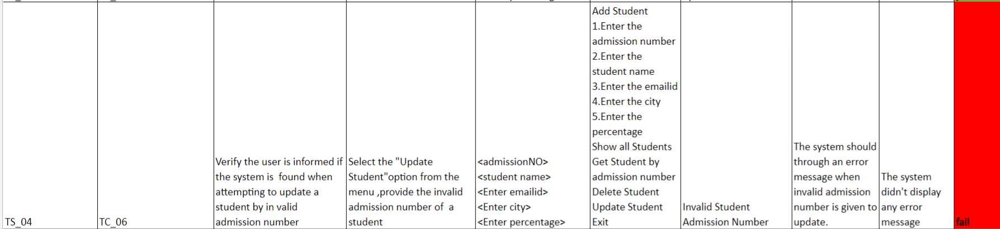 TS_04
TC_06
Verify the user is informed if
the system is found when
attempting to update a
student by in valid
admission number
Select the "Update
Student"option from the
menu ,provide the invalid
admission number of a
student
<admissionNO>
<student name>
<Enter emailid>
<Enter city>
<Enter percentage>
Add Student
1.Enter the
admission number
2.Enter the
student name
3.Enter the emailid
4.Enter the city
5.Enter the
percentage
Show all Students
Get Student by
admission number
Delete Student
Update Student
Exit
Invalid Student
Admission Number
The system should
through an error
message when
invalid admission
number is given to
update.
The system
didn't display
any error
message
fail